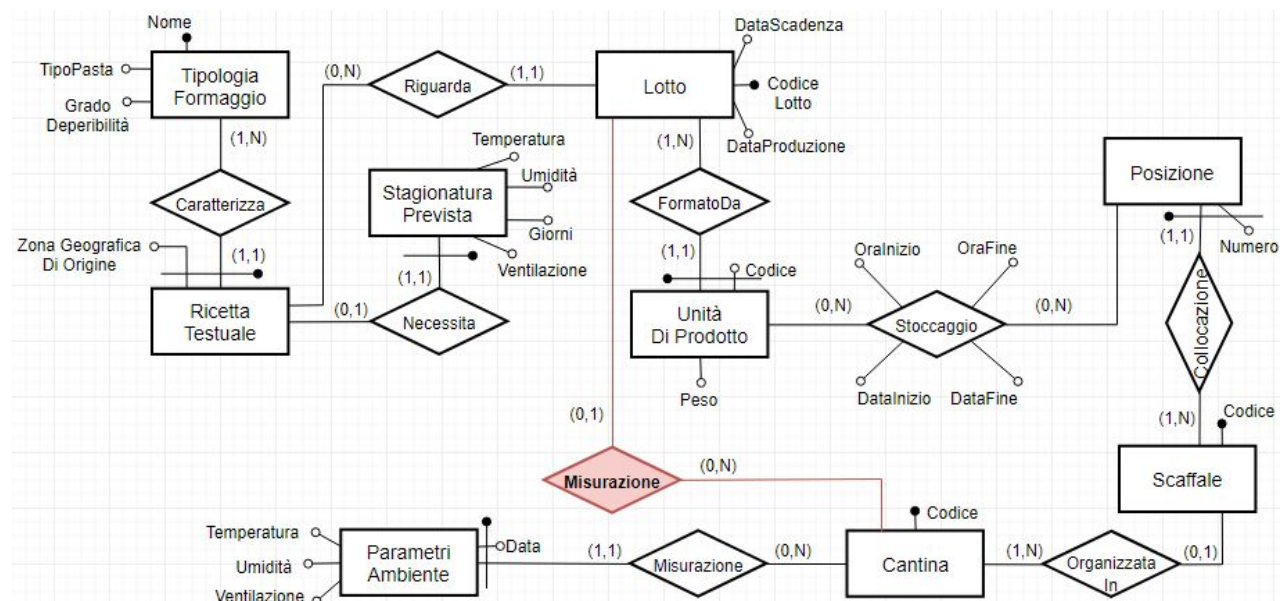 Nome
DataScadenza
TipoPasta
Tipologia
Formaggio
(0,N)
Riguarda
(1,1)
Lotto
Codice
Lotto
Grado
Deperibilità
(1,N)
Temperatura
(1,N)
DataProduzione
Umidità
Posizione
Caratterizza
Stagionatura
Prevista
FormatoDa
Giorni
Zona Geografica
Di Origine
(1,1)
(1,1)
Ventilazione
(1,1)
Codice
OraInizio
OraFine
(1,1)
Numero
Ricetta
Testuale
(0,1)
Necessita
Unità
Di Prodotto
(0,N)
Stoccaggio
(0,N)
Collocazione
Peso
DataInizio
DataFine
(0,1)
(1,N)
Codice
Misurazione
(0,N)
Scaffale
Codice
Temperatura
Umidità
Ventilazione
Parametri
Ambiente
Data
(1,1)
Misurazione
(0,N)
Cantina
(1,N)
Organizzata
In
(0,1)